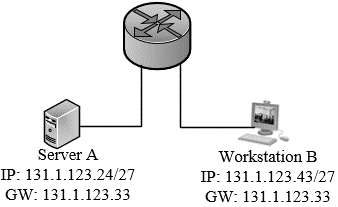 Server A
IP: 131.1.123.24/27
GW: 131.1.123.33
Workstation B
IP: 131.1.123.43/27
GW: 131.1.123.33